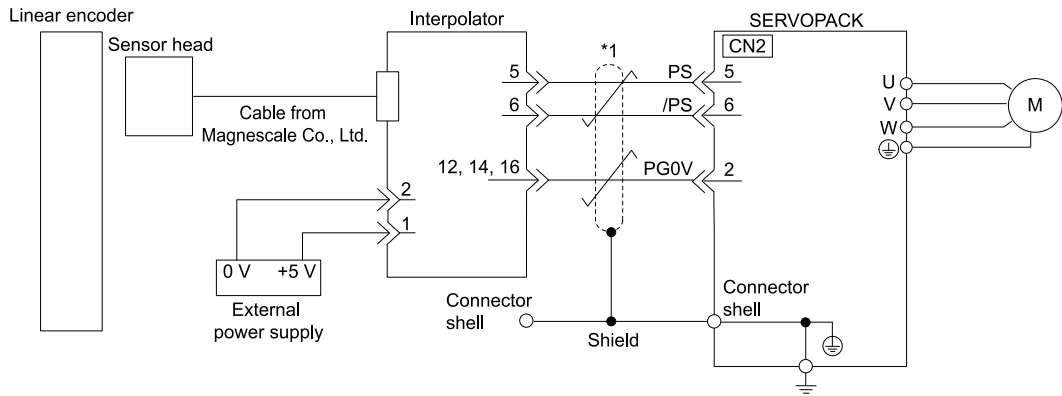 Linear encoder
Sensor head
Interpolator
SERVOPACK
*1
CN2
5
PS
5
6
/PS
6
Cable from
Magnescale Co., Ltd.
12, 14, 16
PG0V
2
2
1
0 V
+5 V
External
power supply
Connector
shell
Shield
Connector
shell
U
V
W
M